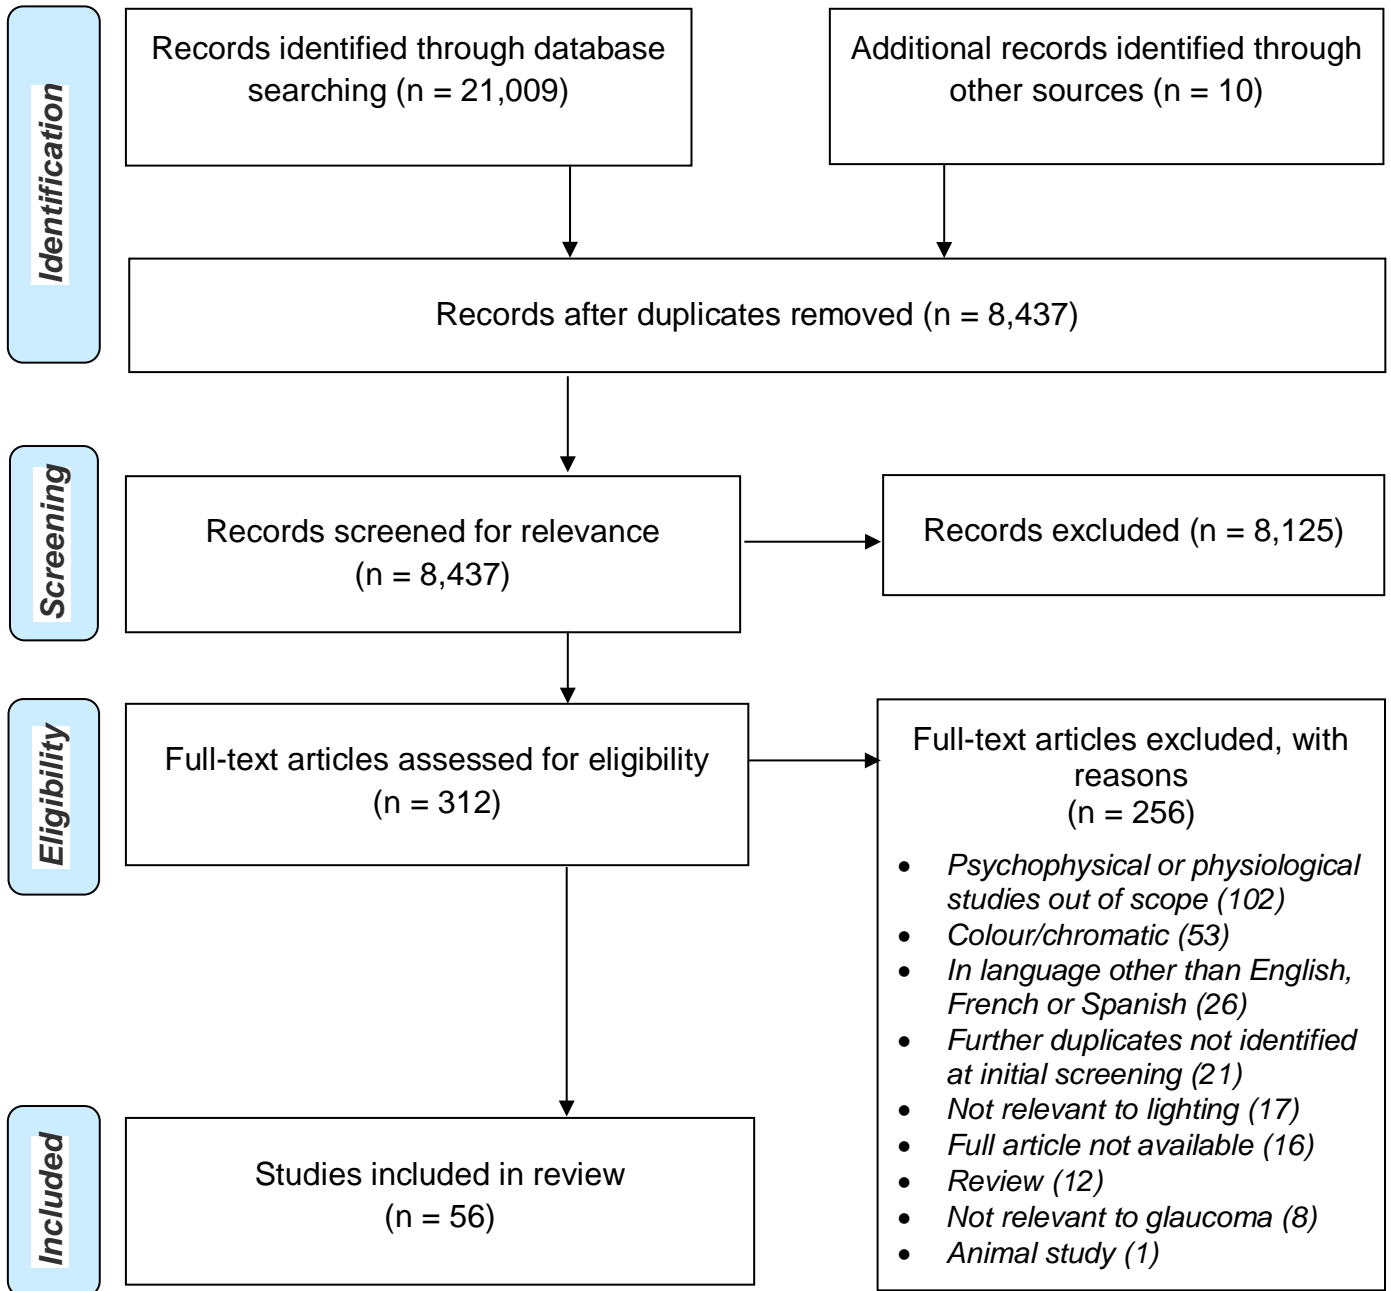 Identification
Records identified through database
searching (n = 21,009)
Additional records identified through
other sources (n = 10)
Records after duplicates removed (n = 8,437)
Screening
Records screened for relevance
(n = 8,437)
Records excluded (n = 8,125)
Eligibility
Full-text articles assessed for eligibility
(n = 312)
Full-text articles excluded, with
reasons
(n = 256)
• Psychophysical or physiological
studies out of scope (102)
• Colour/chromatic (53)
• In language other than English,
French or Spanish (26)
• Further duplicates not identified
at initial screening (21)
• Not relevant to lighting (17)
• Full article not available (16)
• Review (12)
• Not relevant to glaucoma (8)
• Animal study (1)
Included
Studies included in review
(n = 56)